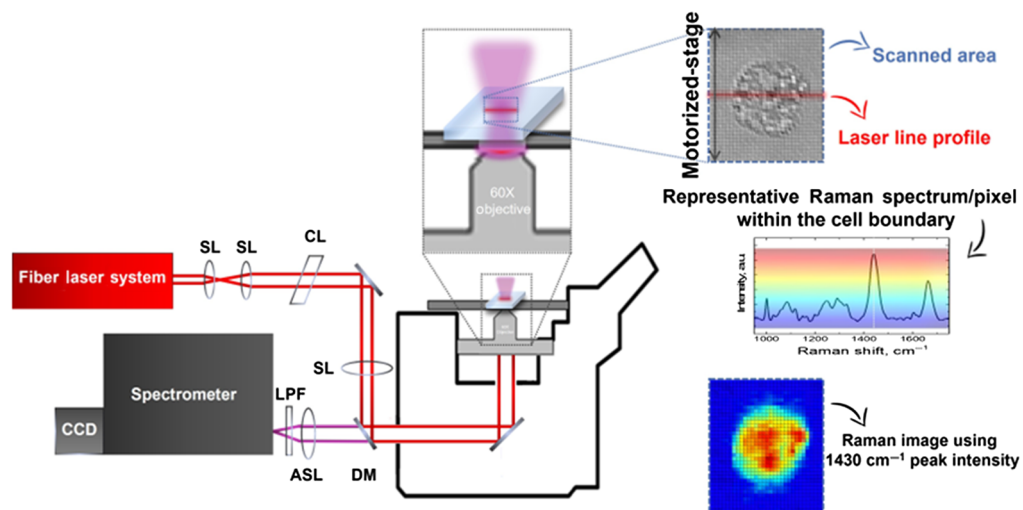 Motorized-stage
Scanned area
Laser line profile
60X
objective
Representative Raman spectrum/pixel
within the cell boundary
SL
SL
CL
Fiber laser system
Intensity, au
1000
1200
1400
1600
Raman shift, cm⁻¹
SL
Spectrometer
LPF
CCD
ASL
DM
Raman image using
1430 cm⁻¹ peak intensity